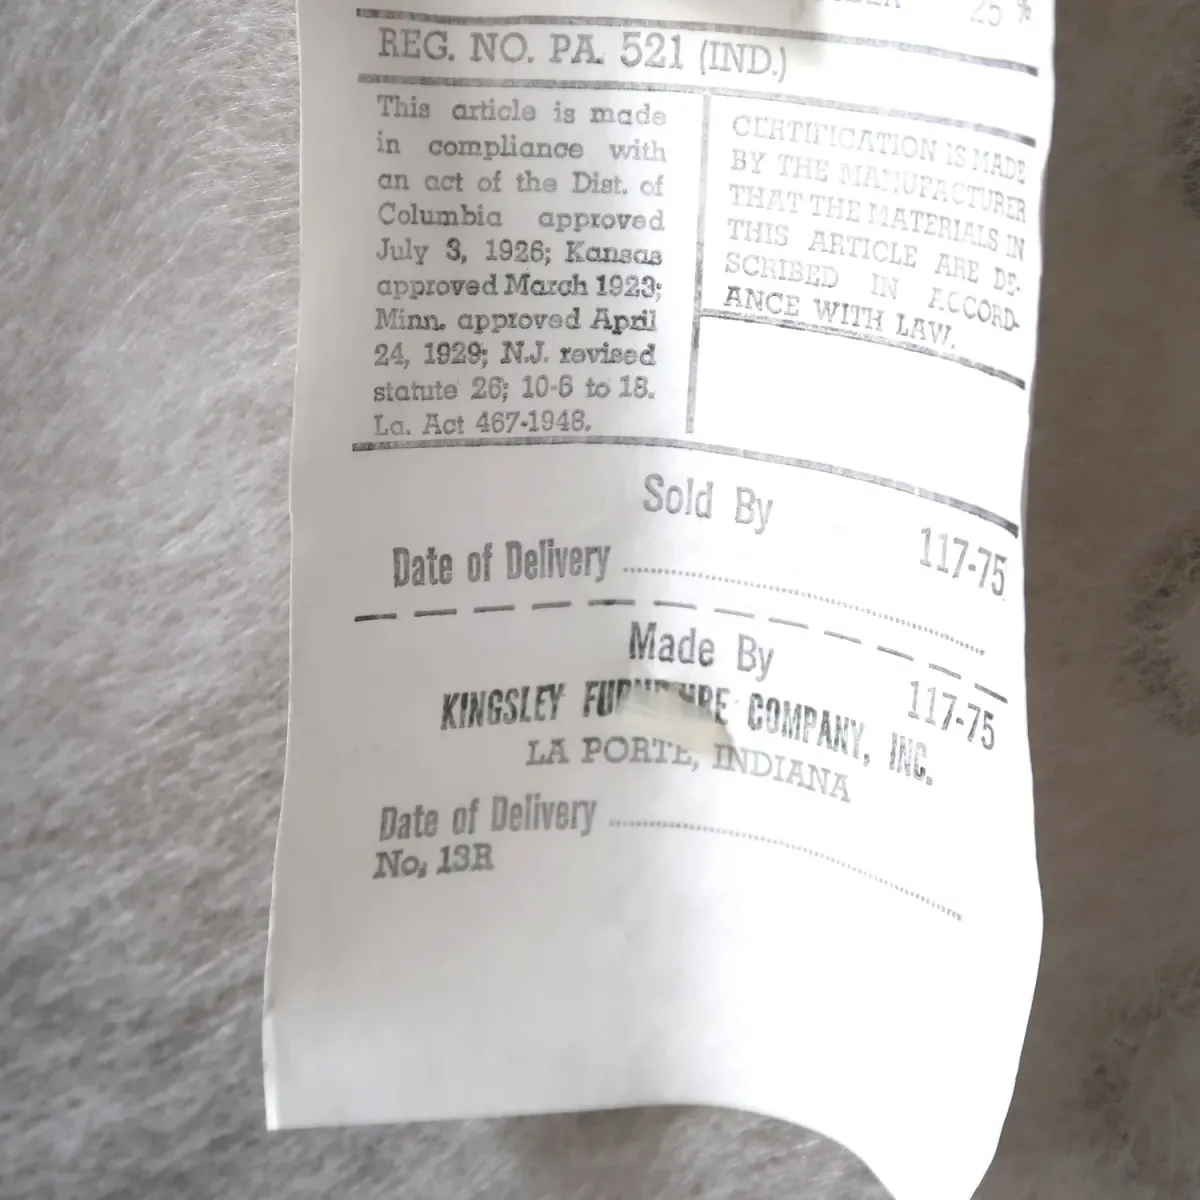 25 %
REG. NO. PA. 521 (IND.)
This article is made
in compliance with
an act of the Dist. of
Columbia approved
July 3, 1926; Kansas
approved March 1923;
Minn. approved April
24, 1929; N.J. revised
statute 26; 10-6 to 18.
La. Act 467-1948.
CERTIFICATION IS MADE
BY THE MANUFACTURER
THAT THE MATERIALS IN
THIS ARTICLE ARE DE-
SCRIBED IN ACCORD-
ANCE WITH LAW.
Sold By
117-75
Date of Delivery
Made By
117-75
KINGSLEY FURNITURE COMPANY, INC.
LA PORTE, INDIANA
Date of Delivery
No. 13R